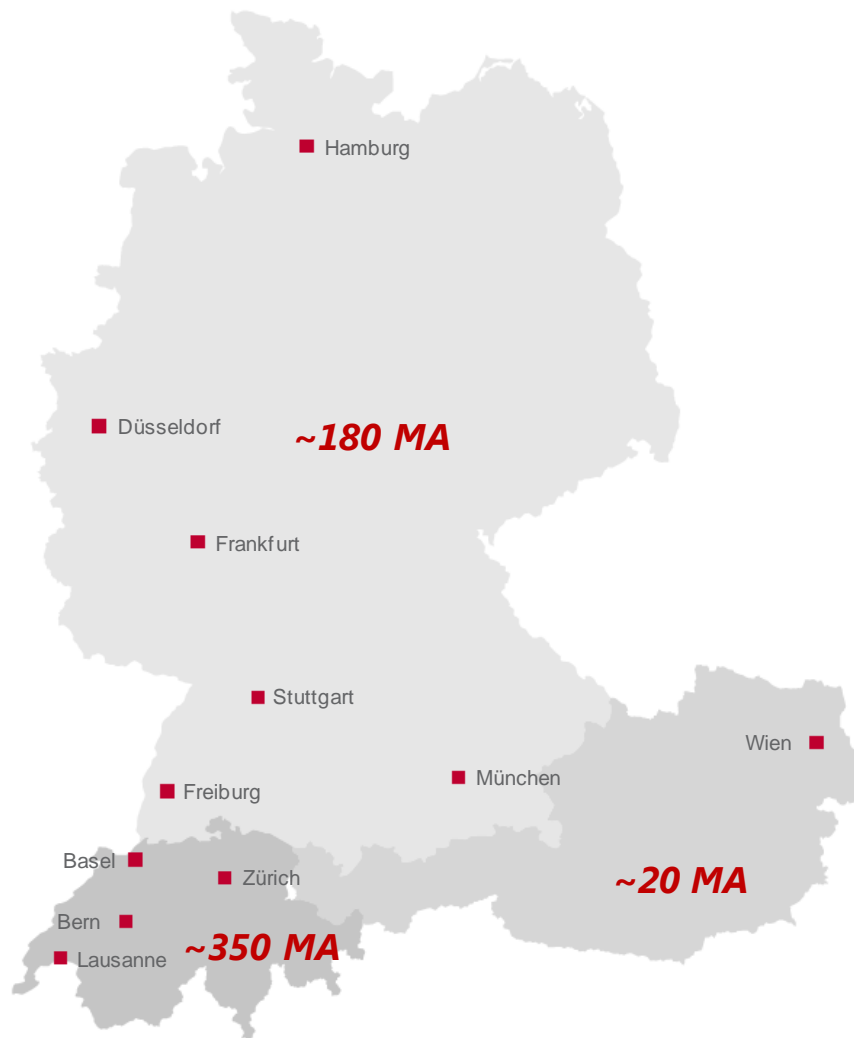 Hamburg
Düsseldorf
~180 MA
Frankfurt
Stuttgart
Wien
München
Freiburg
Basel
Zürich
~20 MA
Bern
~350 MA
Lausanne